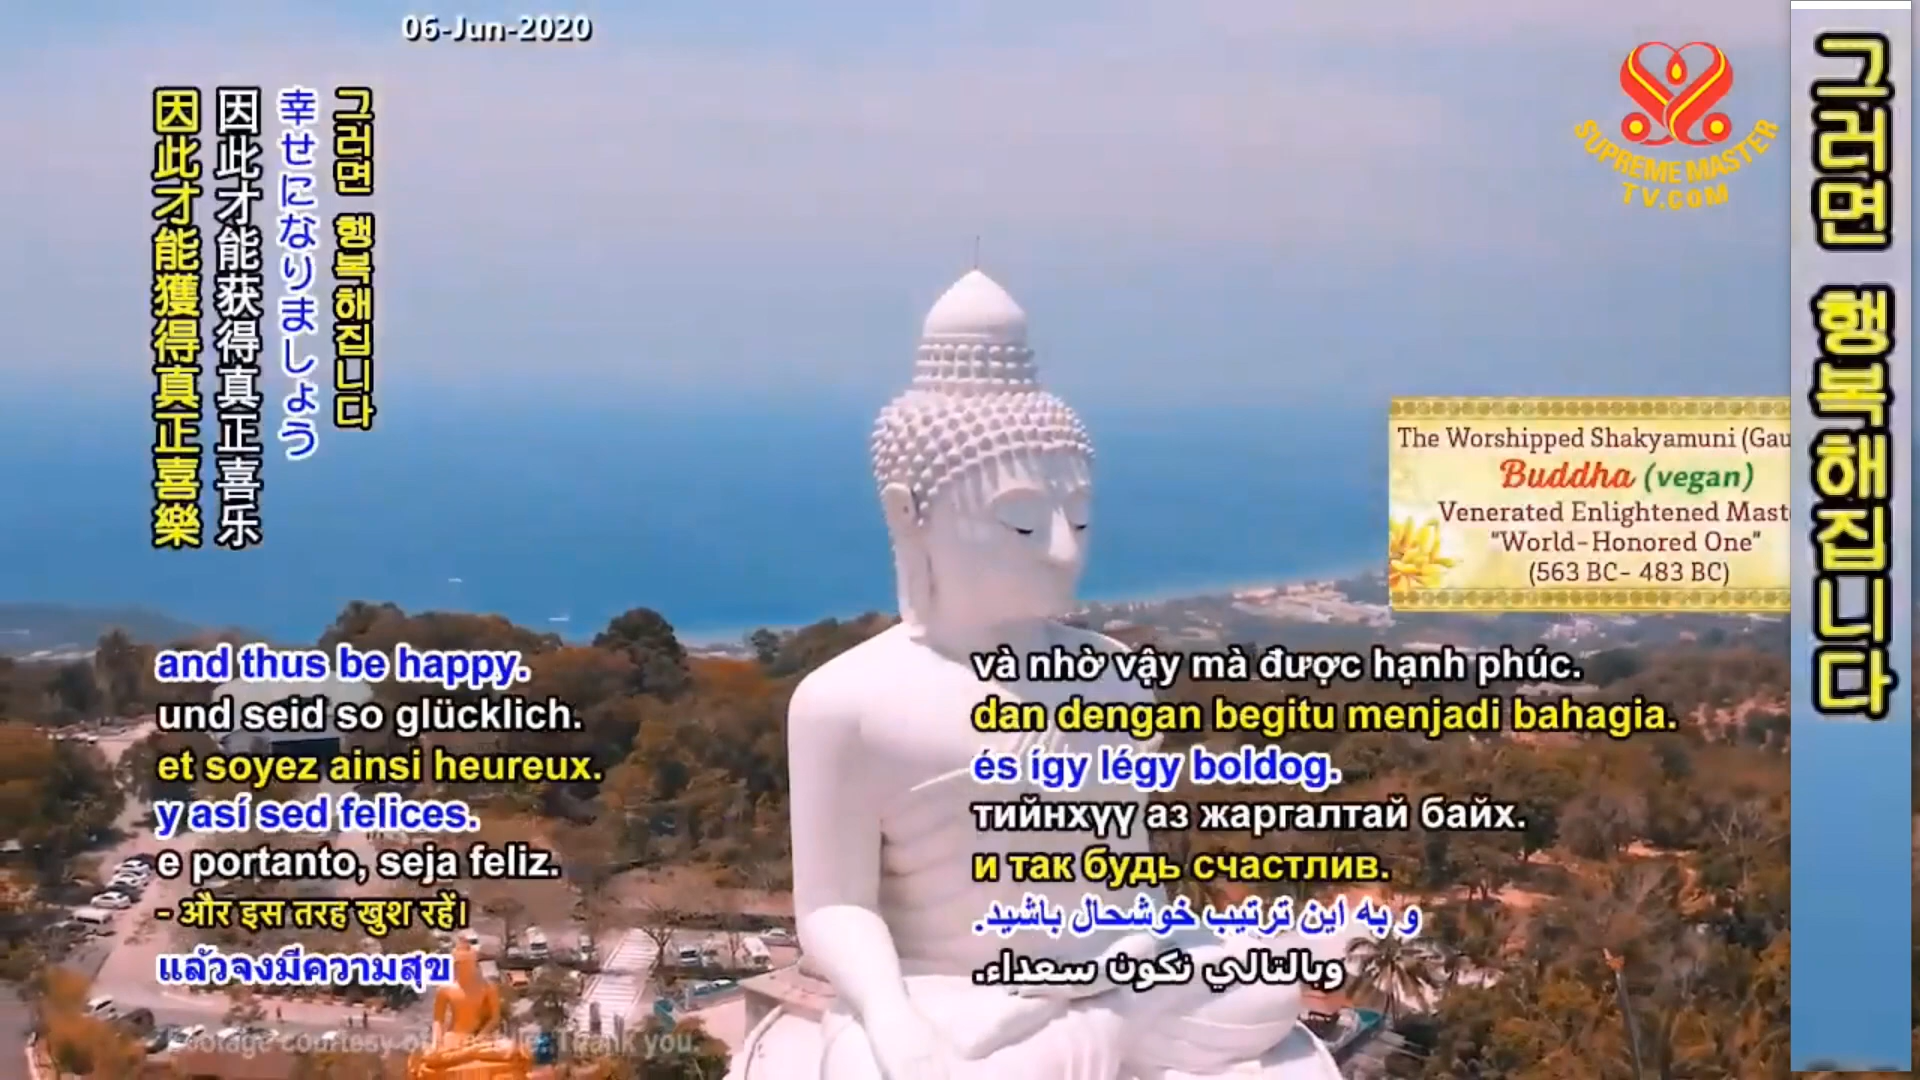 06-Jun-2020
그러면 행복해집니다
幸せになりましょう
因此才能获得真正喜乐
因此才能獲得真正喜樂
SUPREME MASTER
TV.COM
그러면 행복해집니다
The Worshipped Shakyamuni
Buddha (vegan)
Venerated Enlightened
"World-Honored One"
(563 BC- 483 BC)
and thus be happy.
und seid so glücklich.
et soyez ainsi heureux.
y así sed felices.
e portanto, seja feliz.
- और इस तरह खुश रहें।
แล้วจงมีความสุข
và nhờ vậy mà được hạnh phúc.
dan dengan begitu menjadi bahagia.
és így légy boldog.
тийнхүү аз жаргалтай байх.
и так будь счастлив.
و به این ترتیب خوشحال باشید.
وبالتالي نكون سعداء.
Footage courtesy of Thank you.